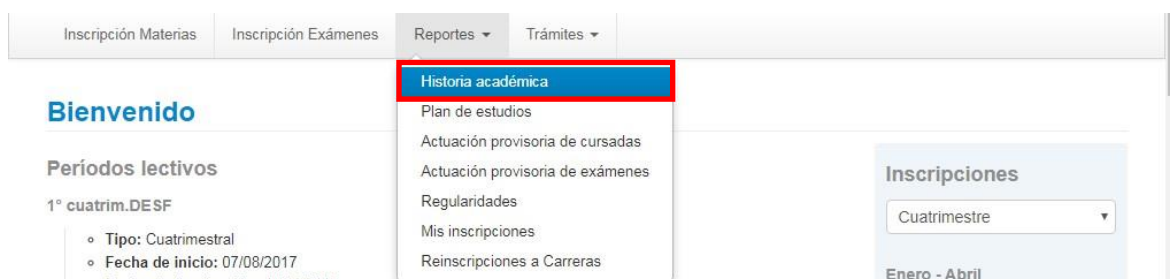 Inscripción Materias Inscripción Exámenes Reportes Trámites
Historia académica
Plan de estudios
Actuación provisoria de cursadas
Actuación provisoria de exámenes
Regularidades
Mis inscripciones
Reinscripciones a Carreras
Bienvenido
Períodos lectivos
1° cuatrim.DESF
Tipo: Cuatrimestral
Fecha de inicio: 07/08/2017
Inscripciones
Cuatrimestre
Enero - Abril